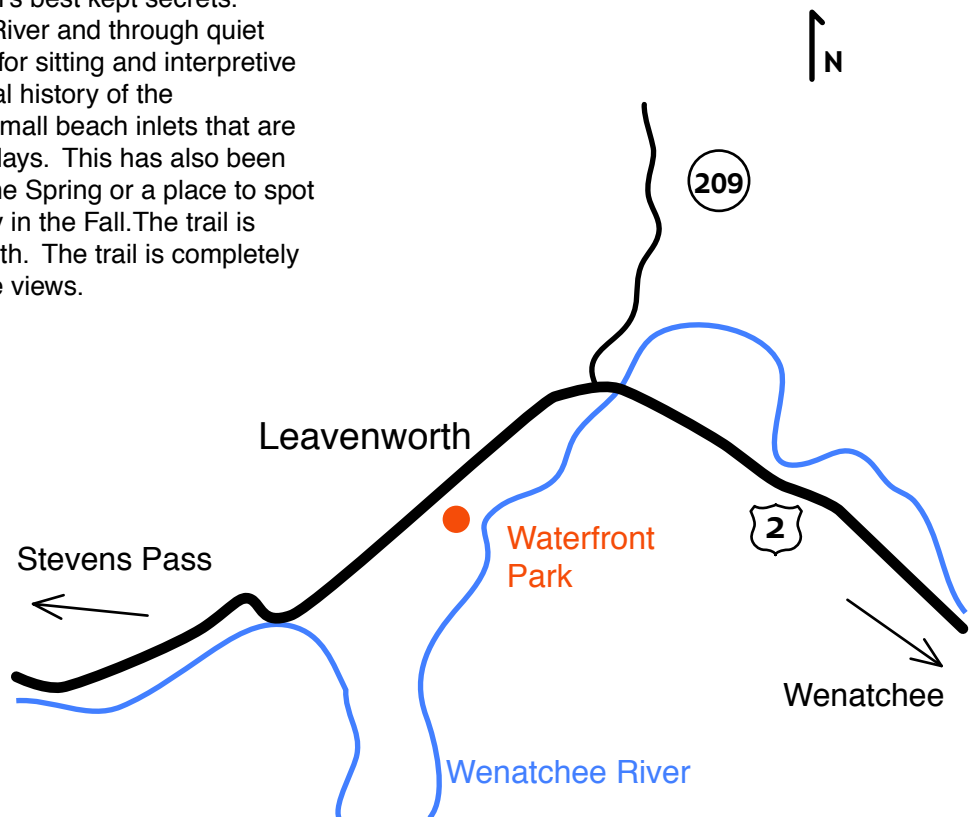 's best kept secrets.
River and through quiet
for sitting and interpretive
al history of the
mall beach inlets that are
lays. This has also been
ne Spring or a place to spot
y in the Fall.The trail is
th. The trail is completely
e views.
N
209
Leavenworth
Waterfront
Park
2
Stevens Pass
Wenatchee
Wenatchee River